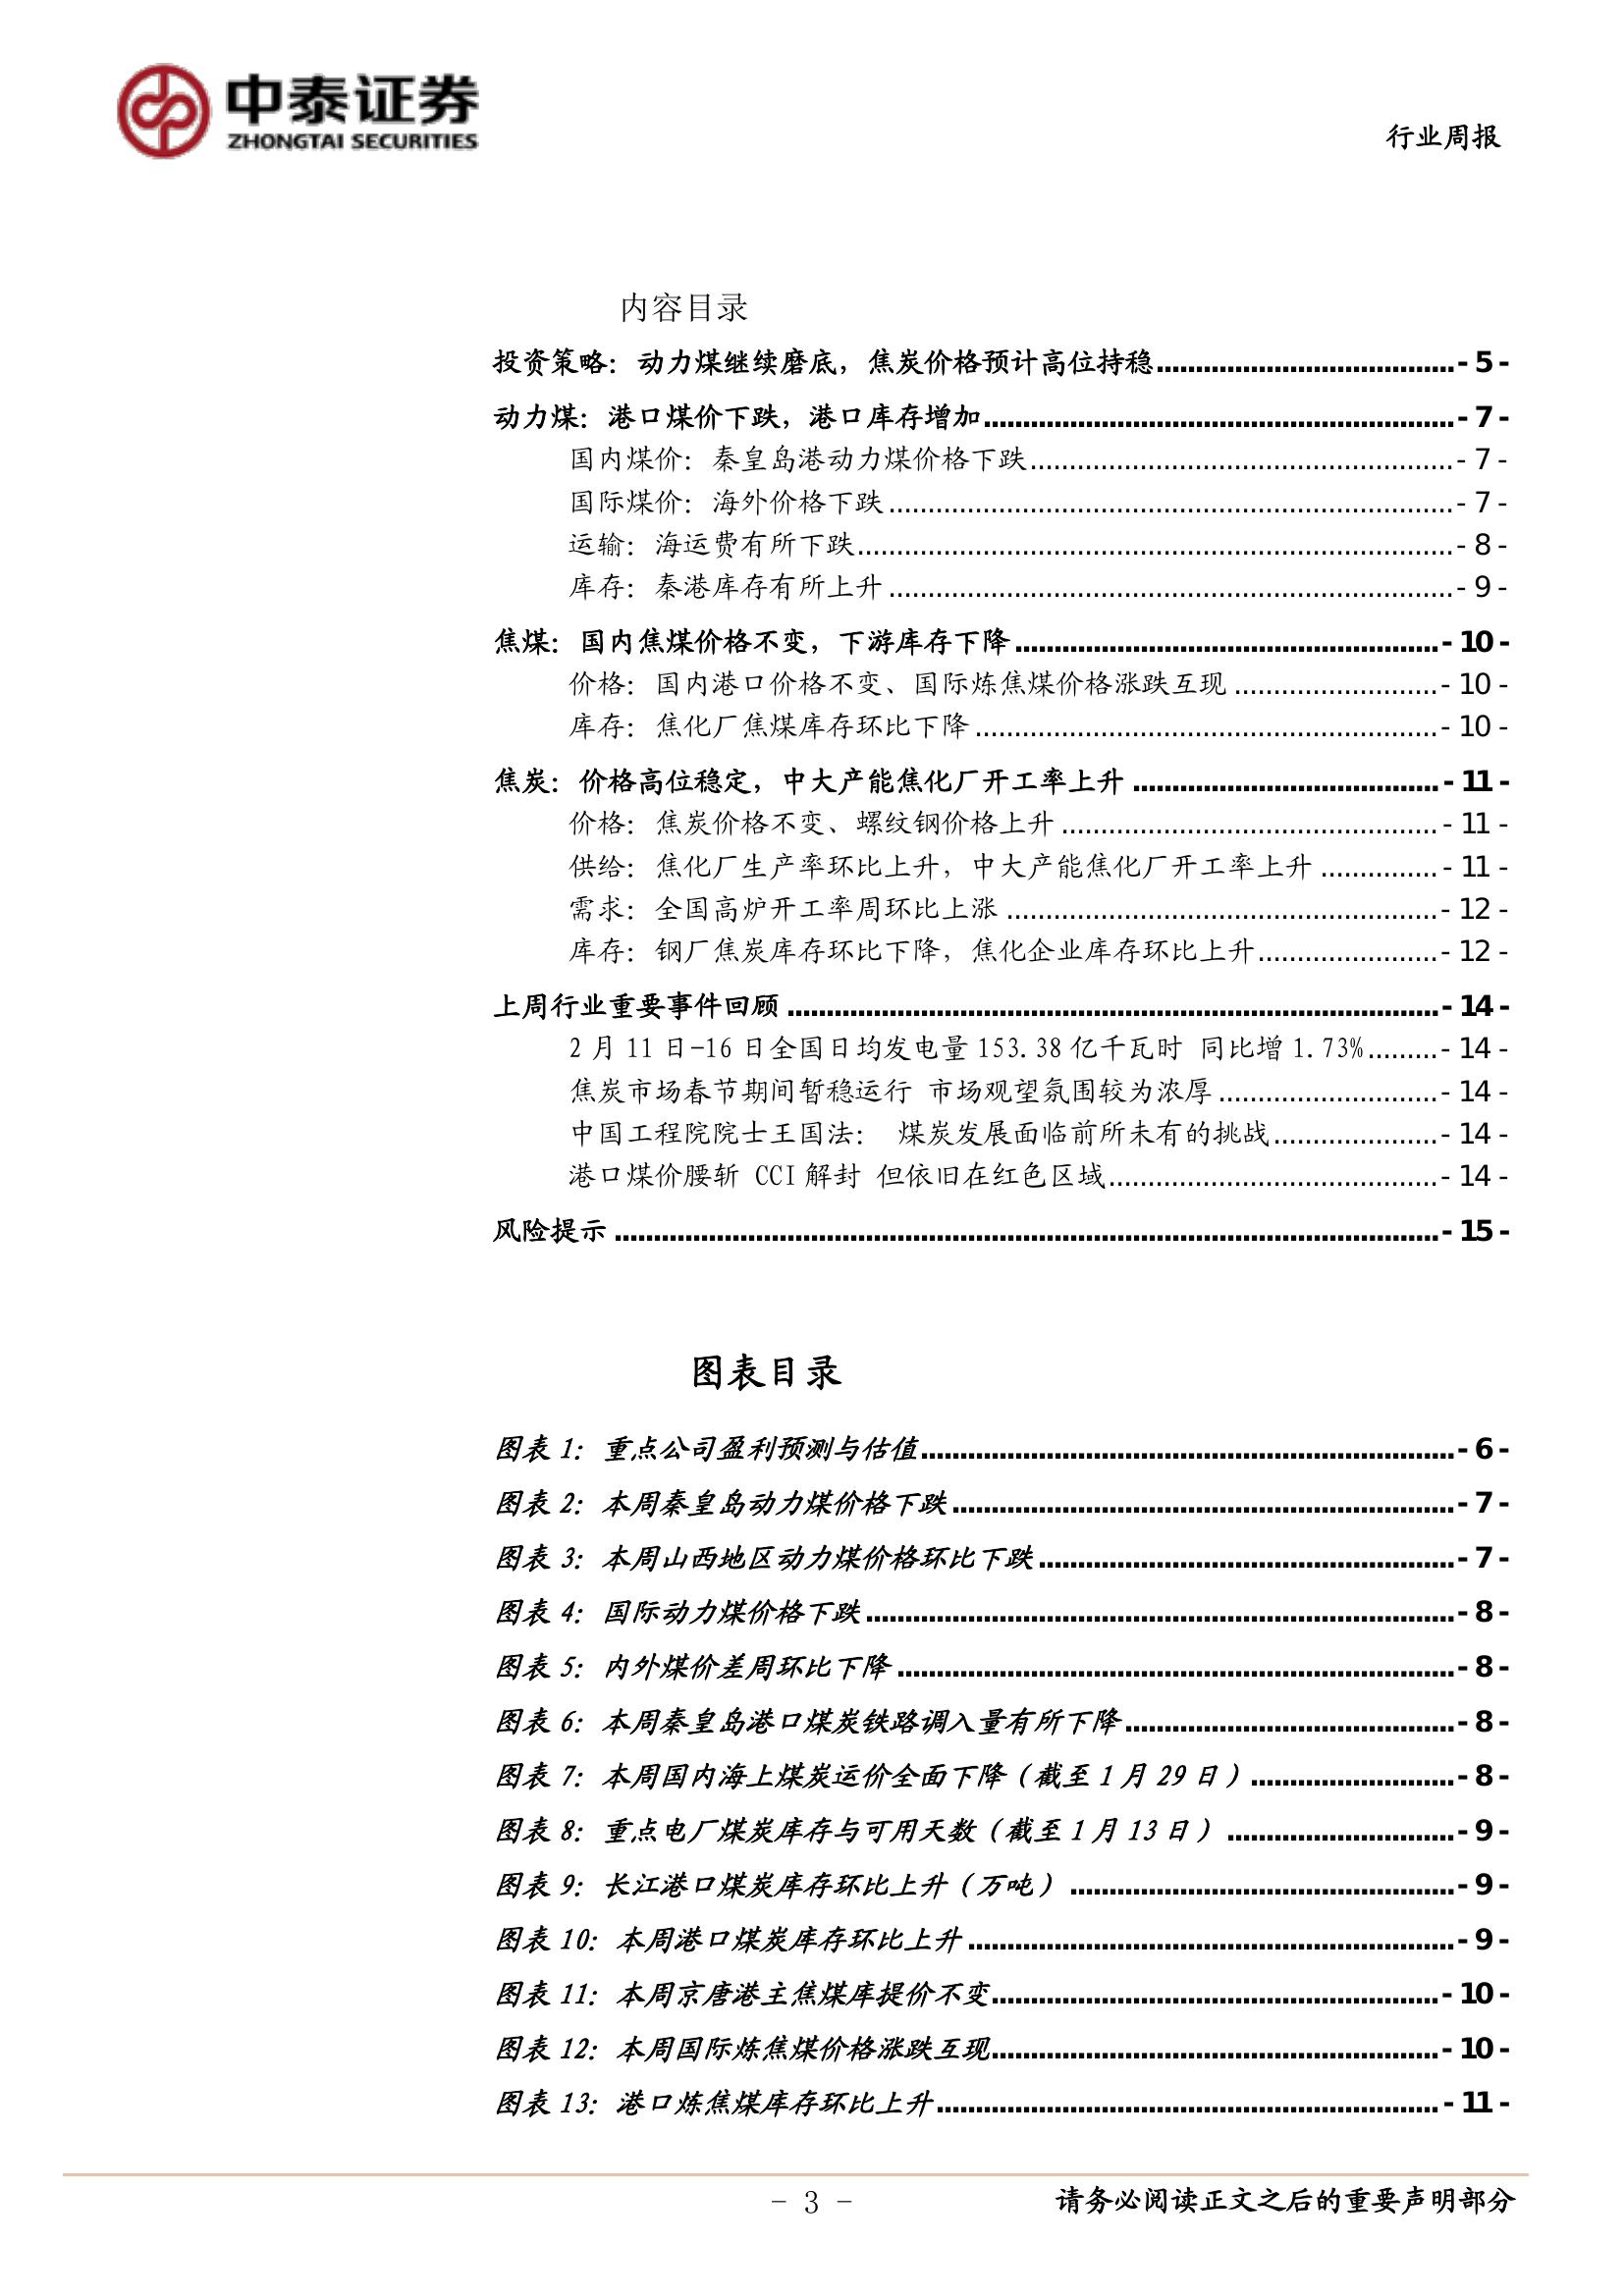 中泰证券
ZHONGTAI SECURITIES
行业周报
内容目录
投资策略：动力煤继续磨底，焦炭价格预计高位持稳......................................- 5 -
动力煤：港口煤价下跌，港口库存增加............................................................- 7 -
国内煤价：秦皇岛港动力煤价格下跌......................................................- 7 -
国际煤价：海外价格下跌........................................................................- 7 -
运输：海运费有所下跌............................................................................- 8 -
库存：秦港库存有所上升........................................................................- 9 -
焦煤：国内焦煤价格不变，下游库存下降......................................................- 10 -
价格：国内港口价格不变、国际炼焦煤价格涨跌互现..........................- 10 -
库存：焦化厂焦煤库存环比下降...........................................................- 10 -
焦炭：价格高位稳定，中大产能焦化厂开工率上升.......................................- 11 -
价格：焦炭价格不变、螺纹钢价格上升................................................- 11 -
供给：焦化厂生产率环比上升，中大产能焦化厂开工率上升...............- 11 -
需求：全国高炉开工率周环比上涨.......................................................- 12 -
库存：钢厂焦炭库存环比下降，焦化企业库存环比上升.......................- 12 -
上周行业重要事件回顾...................................................................................- 14 -
2 月 11 日-16 日全国日均发电量 153.38 亿千瓦时 同比增 1.73%.........- 14 -
焦炭市场春节期间暂稳运行 市场观望氛围较为浓厚............................- 14 -
中国工程院院士王国法： 煤炭发展面临前所未有的挑战.....................- 14 -
港口煤价腰斩 CCI 解封 但依旧在红色区域..........................................- 14 -
风险提示.........................................................................................................- 15 -
图表目录
图表 1：重点公司盈利预测与估值....................................................................- 6 -
图表 2：本周秦皇岛动力煤价格下跌................................................................- 7 -
图表 3：本周山西地区动力煤价格环比下跌.....................................................- 7 -
图表 4：国际动力煤价格下跌...........................................................................- 8 -
图表 5：内外煤价差周环比下降.......................................................................- 8 -
图表 6：本周秦皇岛港口煤炭铁路调入量有所下降..........................................- 8 -
图表 7：本周国内海上煤炭运价全面下降（截至 1 月 29 日）..........................- 8 -
图表 8：重点电厂煤炭库存与可用天数（截至 1 月 13 日）.............................- 9 -
图表 9：长江港口煤炭库存环比上升（万吨）.................................................- 9 -
图表 10：本周港口煤炭库存环比上升..............................................................- 9 -
图表 11：本周京唐港主焦煤库提价不变.........................................................- 10 -
图表 12：本周国际炼焦煤价格涨跌互现.........................................................- 10 -
图表 13：港口炼焦煤库存环比上升................................................................- 11 -
- 3 -
请务必阅读正文之后的重要声明部分